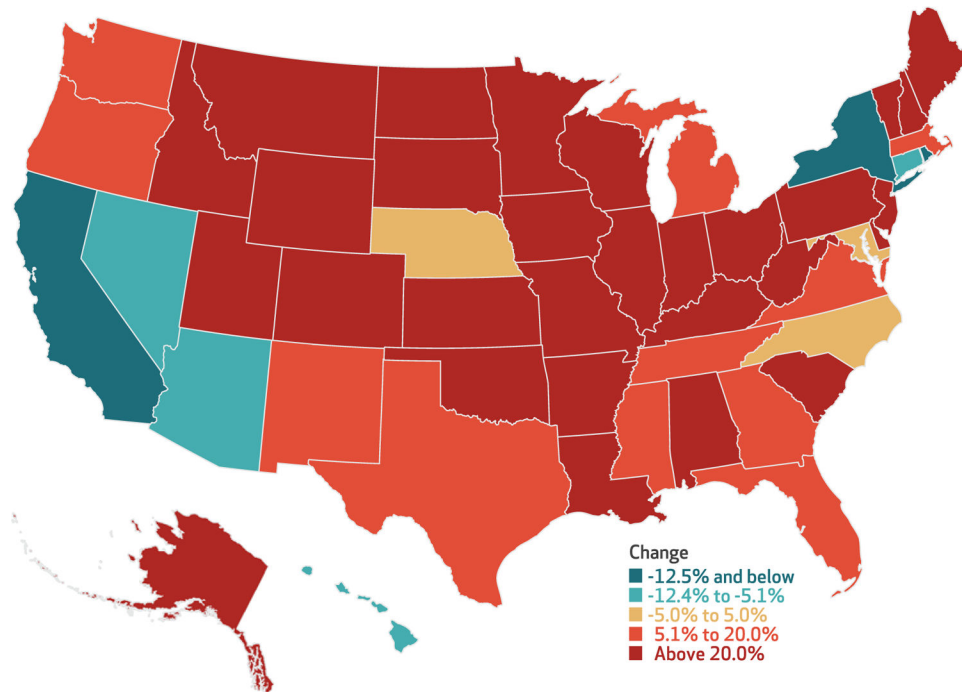 Change
-12.5% and below
-12.4% to -5.1%
-5.0% to 5.0%
5.1% to 20.0%
Above 20.0%